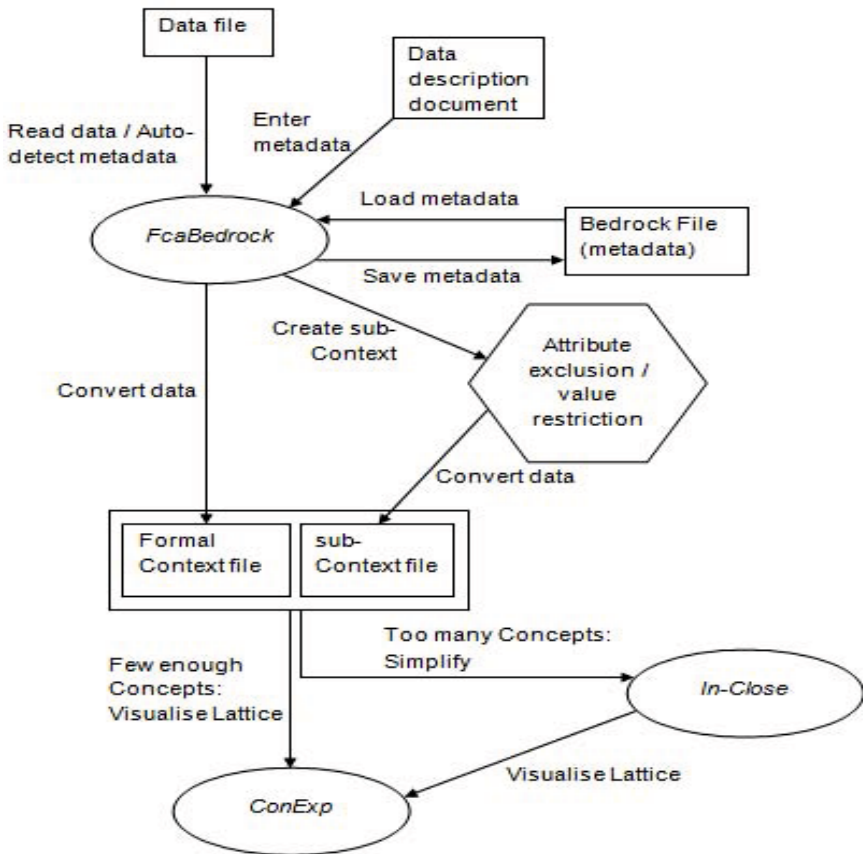 Data file
Data
description
document
Enter
metadata
Read data / Auto-
detect metadata
Load metadata
FcaBedrock
Bedrock File
(metadata)
Save metadata
Create sub-
Context
Attribute
exclusion /
value
restriction
Convert data
Convert data
Formal
Context file
sub-
Context file
Too many Concepts:
Simplify
Few enough
Concepts:
Visualise Lattice
In-Close
Visualise Lattice
ConExp